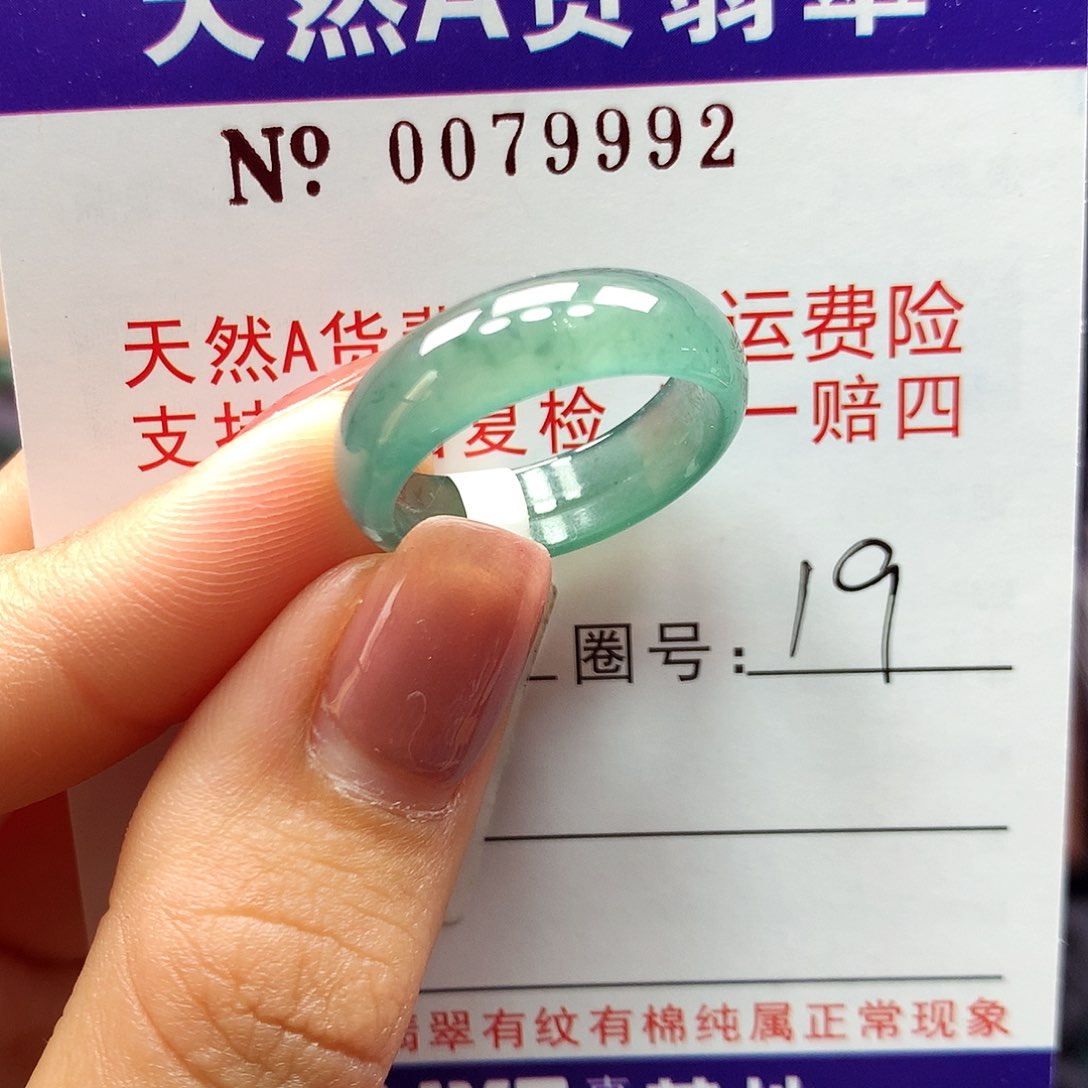 天然A货翡翠
No. 0079992
天然A货 运费险
支持 复检 一赔四
圈号: 19
翡翠有纹有棉纯属正常现象